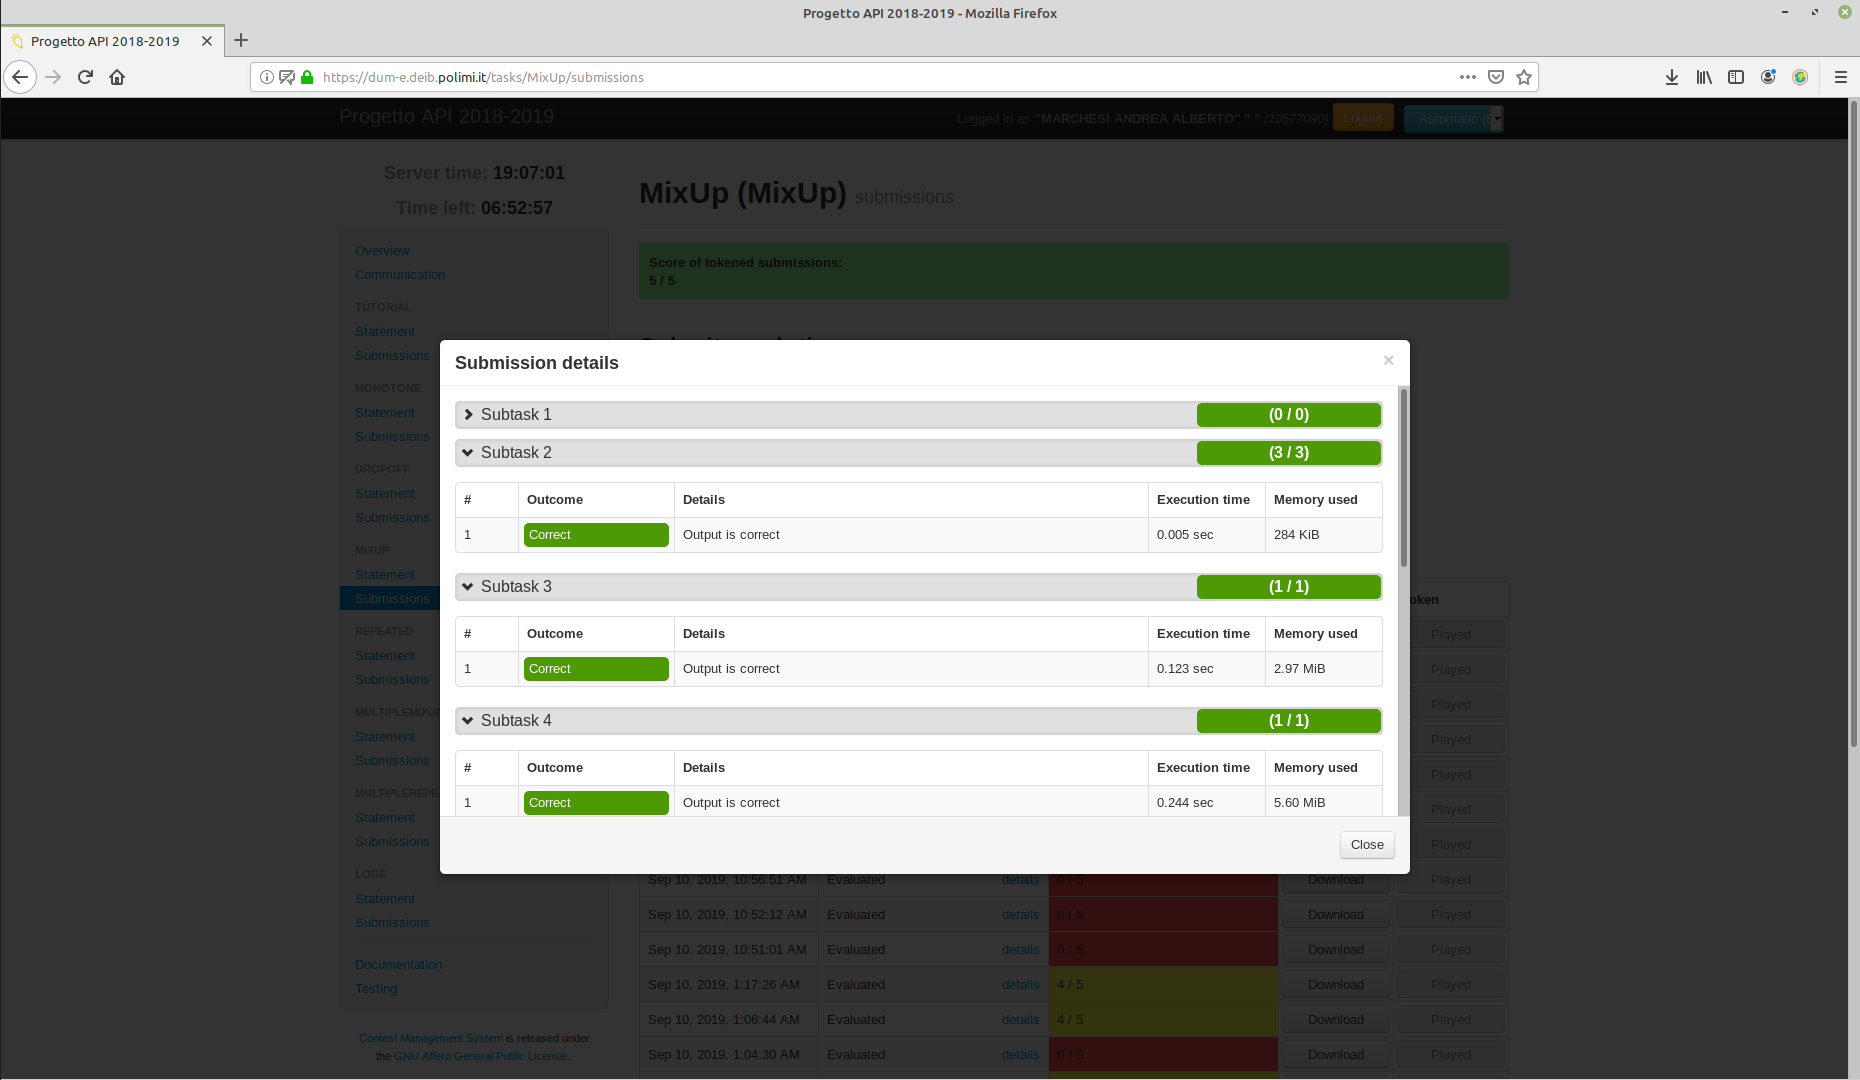 Progetto API 2018-2019 - Mozilla Firefox
Progetto API 2018-2019
https://dum-e.deib.polimi.it/tasks/MixUp/submissions
Progetto API 2018-2019
Logged in as "MARCHESI ANDREA ALBERTO" " " (10577090) Logout Automatic (E
Server time: 19:07:01
Time left: 06:52:57
Overview
Communication
TUTORIAL
Statement
Submissions
MONOTONE
Statement
Submissions
DROPOFF
Statement
Submissions
MIXUP
Statement
Submissions
REPEATED
Statement
Submissions
MULTIPLEMIXU
Statement
Submissions
MULTIPLEREPE
Statement
Submissions
LODE
Statement
Submissions
Documentation
Testing
Contest Management System is released under
the GNU Affero General Public License .
MixUp (MixUp) submissions
Score of tokened submissions:
5 / 5
Submission details
×
Subtask 1 (0 / 0)
Subtask 2 (3 / 3)
# Outcome Details Execution time Memory used
1 Correct Output is correct 0.005 sec 284 KiB
Subtask 3 (1 / 1)
# Outcome Details Execution time Memory used
1 Correct Output is correct 0.123 sec 2.97 MiB
Subtask 4 (1 / 1)
# Outcome Details Execution time Memory used
1 Correct Output is correct 0.244 sec 5.60 MiB
Close
oken
Played
Played
Played
Played
Played
Played
Played
Sep 10, 2019, 10:56:51 AM Evaluated details 0 / 5 Download Played
Sep 10, 2019, 10:52:12 AM Evaluated details 0 / 5 Download Played
Sep 10, 2019, 10:51:01 AM Evaluated details 0 / 5 Download Played
Sep 10, 2019, 1:17:26 AM Evaluated details 4 / 5 Download Played
Sep 10, 2019, 1:06:44 AM Evaluated details 4 / 5 Download Played
Sep 10, 2019, 1:04:30 AM Evaluated details 0 / 5 Download Played